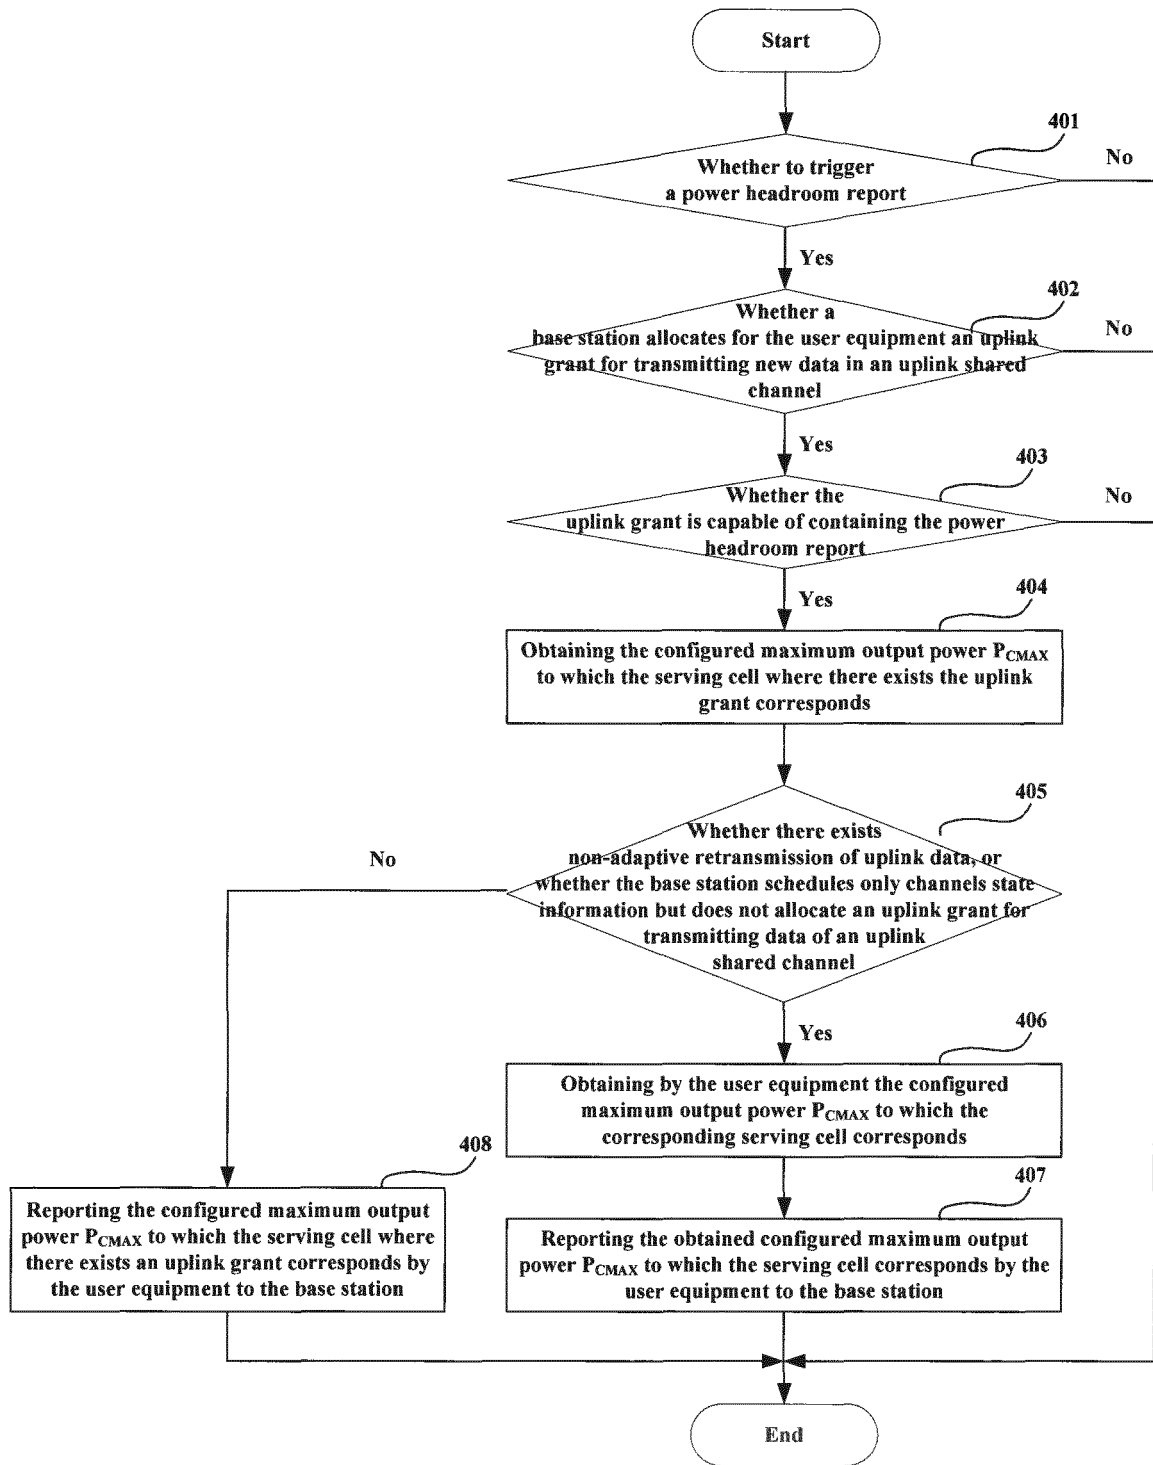 Start
401
Whether to trigger
a power headroom report
No
Yes
402
Whether a
base station allocates for the user equipment an uplink
grant for transmitting new data in an uplink shared
channel
No
Yes
403
Whether the
uplink grant is capable of containing the power
headroom report
No
Yes
404
Obtaining the configured maximum output power PCMAX
to which the serving cell where there exists the uplink
grant corresponds
405
Whether there exists
non-adaptive retransmission of uplink data, or
whether the base station schedules only channels state
information but does not allocate an uplink grant for
transmitting data of an uplink
shared channel
No
Yes
406
Obtaining by the user equipment the configured
maximum output power PCMAX to which the
corresponding serving cell corresponds
408
Reporting the configured maximum output
power PCMAX to which the serving cell where
there exists an uplink grant corresponds by
the user equipment to the base station
407
Reporting the obtained configured maximum output
power PCMAX to which the serving cell corresponds by the
user equipment to the base station
End